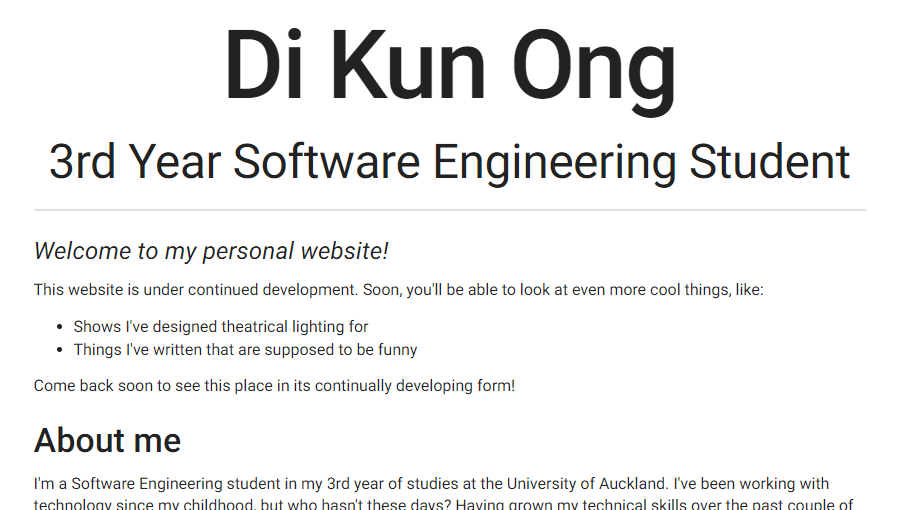 Di Kun Ong
3rd Year Software Engineering Student
Welcome to my personal website!
This website is under continued development. Soon, you'll be able to look at even more cool things, like:
• Shows I've designed theatrical lighting for
• Things I've written that are supposed to be funny
Come back soon to see this place in its continually developing form!
About me
I'm a Software Engineering student in my 3rd year of studies at the University of Auckland. I've been working with
technology since my childhood, but who hasn't these days? Having grown my technical skills over the past couple of